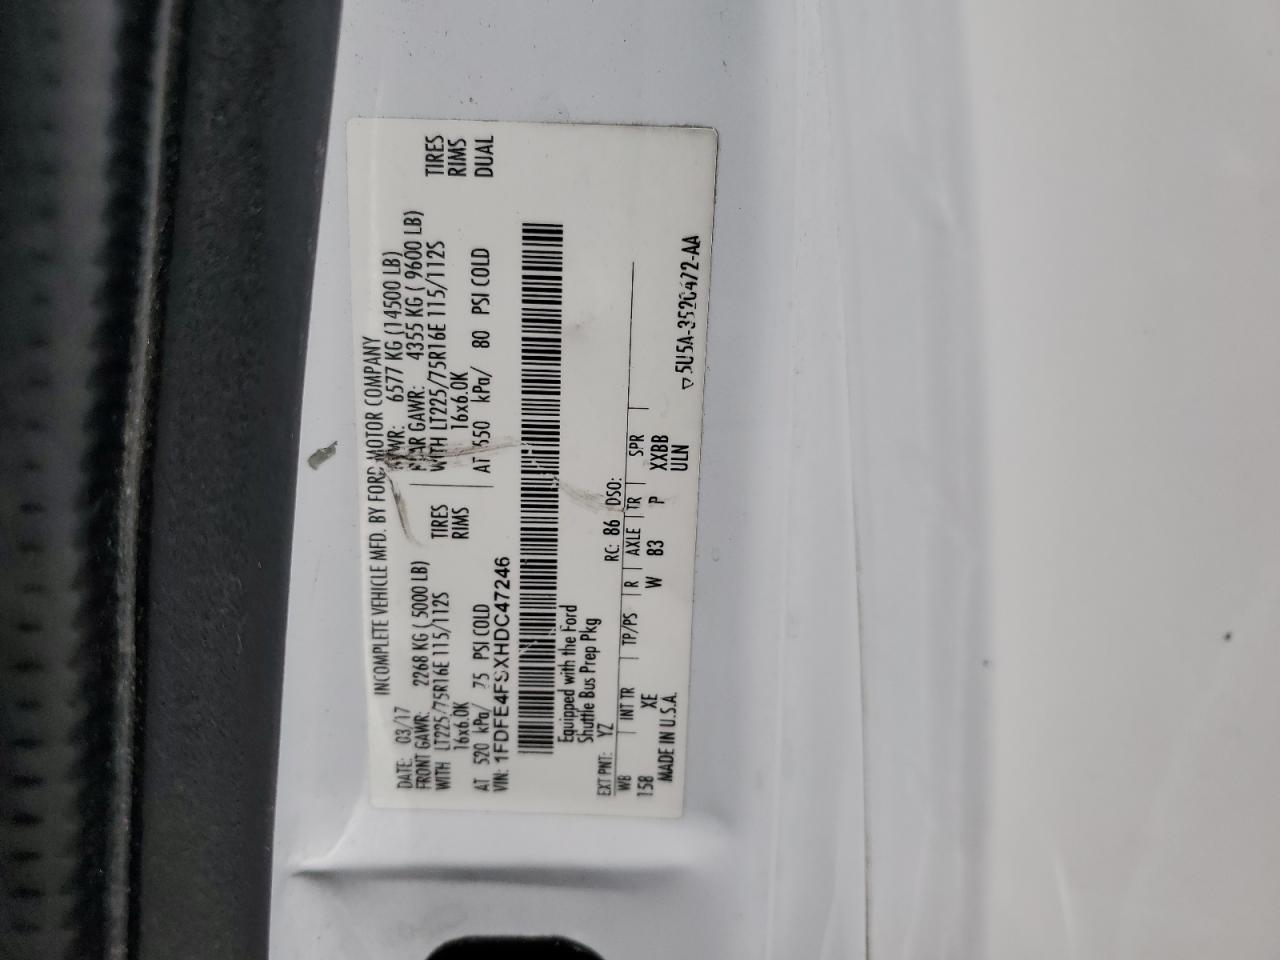 INCOMPLETE VEHICLE MFD. BY FORD MOTOR COMPANY
DATE: 03/17 GVWR: 6577 KG (14500 LB)
FRONT GAWR: 2268 KG ( 5000 LB) REAR GAWR: 4355 KG ( 9600 LB)
WITH LT225/75R16E 115/112S TIRES WITH LT225/75R16E 115/112S TIRES
16x6.0K RIMS 16x6.0K RIMS
AT 520 kPa/ 75 PSI COLD AT 550 kPa/ 80 PSI COLD DUAL
VIN: 1FDFE4FSXHDC47246
Equipped with the Ford
Shuttle Bus Prep Pkg
EXT PNT: YZ RC: 86 DSO:
WB INT TR TP/PS R AXLE TR SPR
158 XE W B3 P XXBB
MADE IN U.S.A. ULN
▽5U5A-3520472-AA